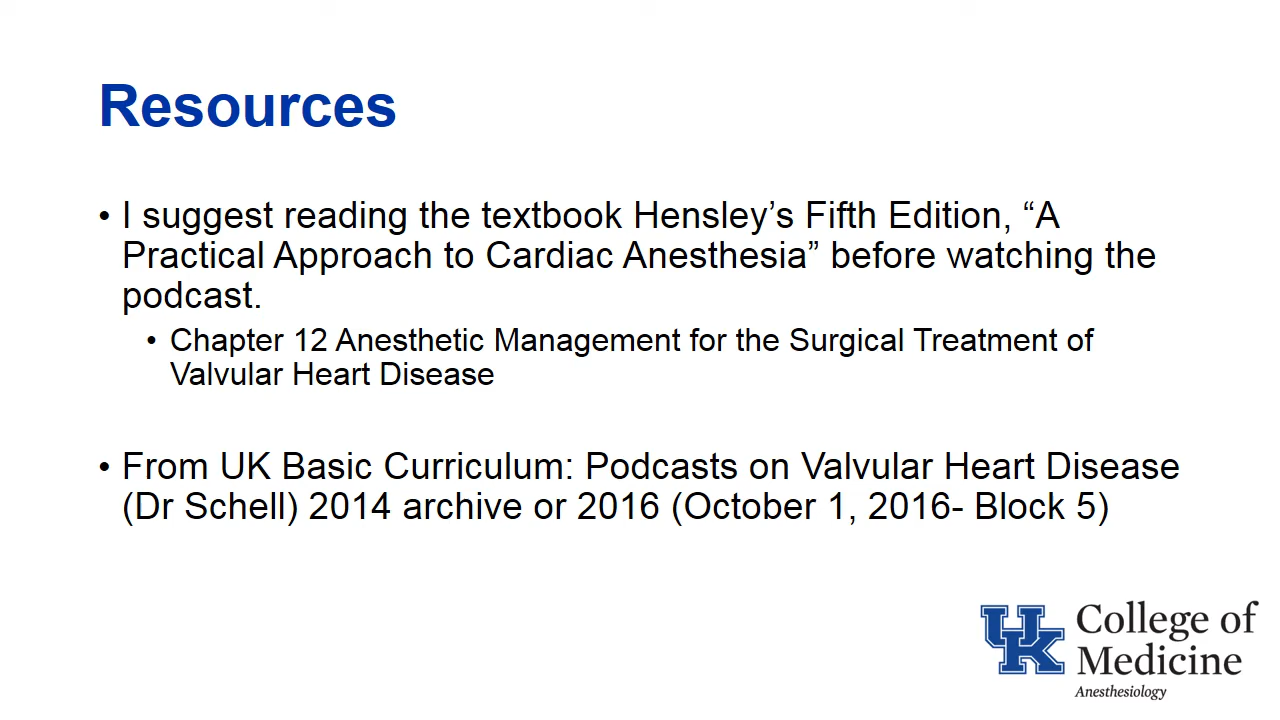 Resources
• I suggest reading the textbook Hensley’s Fifth Edition, “A
Practical Approach to Cardiac Anesthesia” before watching the
podcast.
• Chapter 12 Anesthetic Management for the Surgical Treatment of
Valvular Heart Disease
• From UK Basic Curriculum: Podcasts on Valvular Heart Disease
(Dr Schell) 2014 archive or 2016 (October 1, 2016- Block 5)
UK
College of
Medicine
Anesthesiology